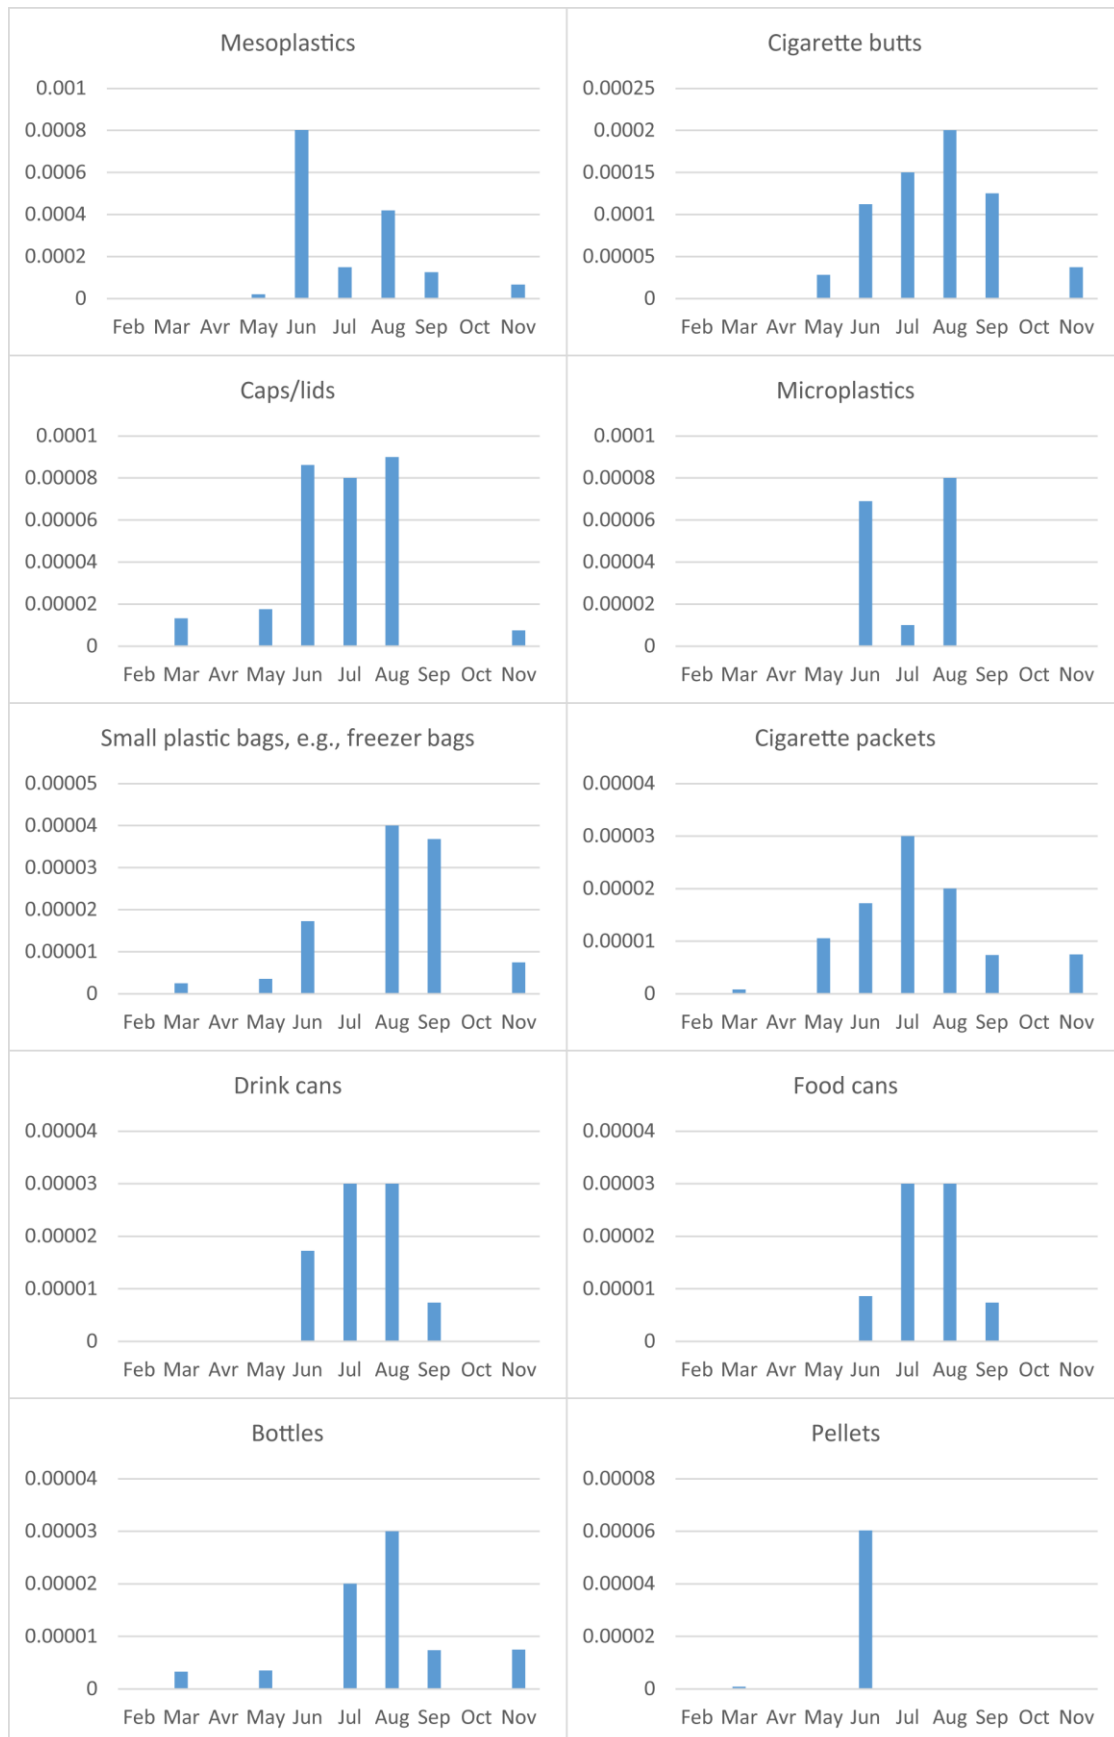 Mesoplastics
0.001
0.0008
0.0006
0.0004
0.0002
0
Feb Mar Avr May Jun Jul Aug Sep Oct Nov
Cigarette butts
0.00025
0.0002
0.00015
0.0001
0.00005
0
Feb Mar Avr May Jun Jul Aug Sep Oct Nov
Caps/lids
0.0001
0.00008
0.00006
0.00004
0.00002
0
Feb Mar Avr May Jun Jul Aug Sep Oct Nov
Microplastics
0.0001
0.00008
0.00006
0.00004
0.00002
0
Feb Mar Avr May Jun Jul Aug Sep Oct Nov
Small plastic bags, e.g., freezer bags
0.00005
0.00004
0.00003
0.00002
0.00001
0
Feb Mar Avr May Jun Jul Aug Sep Oct Nov
Cigarette packets
0.00004
0.00003
0.00002
0.00001
0
Feb Mar Avr May Jun Jul Aug Sep Oct Nov
Drink cans
0.00004
0.00003
0.00002
0.00001
0
Feb Mar Avr May Jun Jul Aug Sep Oct Nov
Food cans
0.00004
0.00003
0.00002
0.00001
0
Feb Mar Avr May Jun Jul Aug Sep Oct Nov
Bottles
0.00004
0.00003
0.00002
0.00001
0
Feb Mar Avr May Jun Jul Aug Sep Oct Nov
Pellets
0.00008
0.00006
0.00004
0.00002
0
Feb Mar Avr May Jun Jul Aug Sep Oct Nov